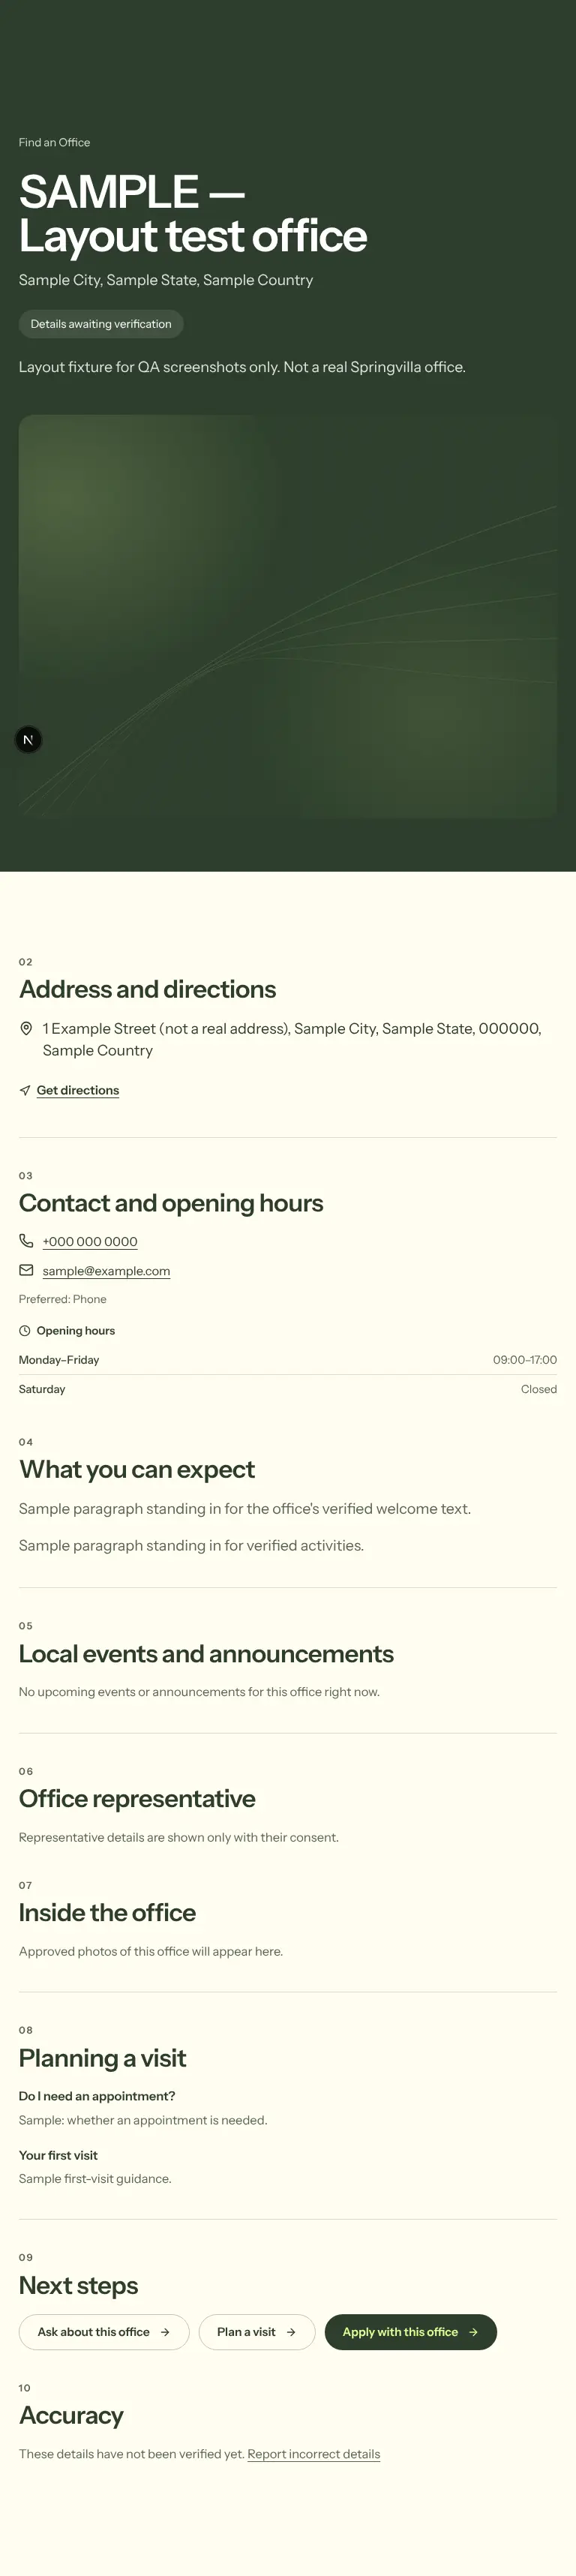 Find an Office
SAMPLE —
Layout test office
Sample City, Sample State, Sample Country
Details awaiting verification
Layout fixture for QA screenshots only. Not a real Springvilla office.
N
02
Address and directions
1 Example Street (not a real address), Sample City, Sample State, 000000,
Sample Country
Get directions
03
Contact and opening hours
+000 000 0000
sample@example.com
Preferred: Phone
Opening hours
Monday–Friday 09:00–17:00
Saturday Closed
04
What you can expect
Sample paragraph standing in for the office's verified welcome text.
Sample paragraph standing in for verified activities.
05
Local events and announcements
No upcoming events or announcements for this office right now.
06
Office representative
Representative details are shown only with their consent.
07
Inside the office
Approved photos of this office will appear here.
08
Planning a visit
Do I need an appointment?
Sample: whether an appointment is needed.
Your first visit
Sample first-visit guidance.
09
Next steps
Ask about this office → Plan a visit → Apply with this office →
10
Accuracy
These details have not been verified yet. Report incorrect details